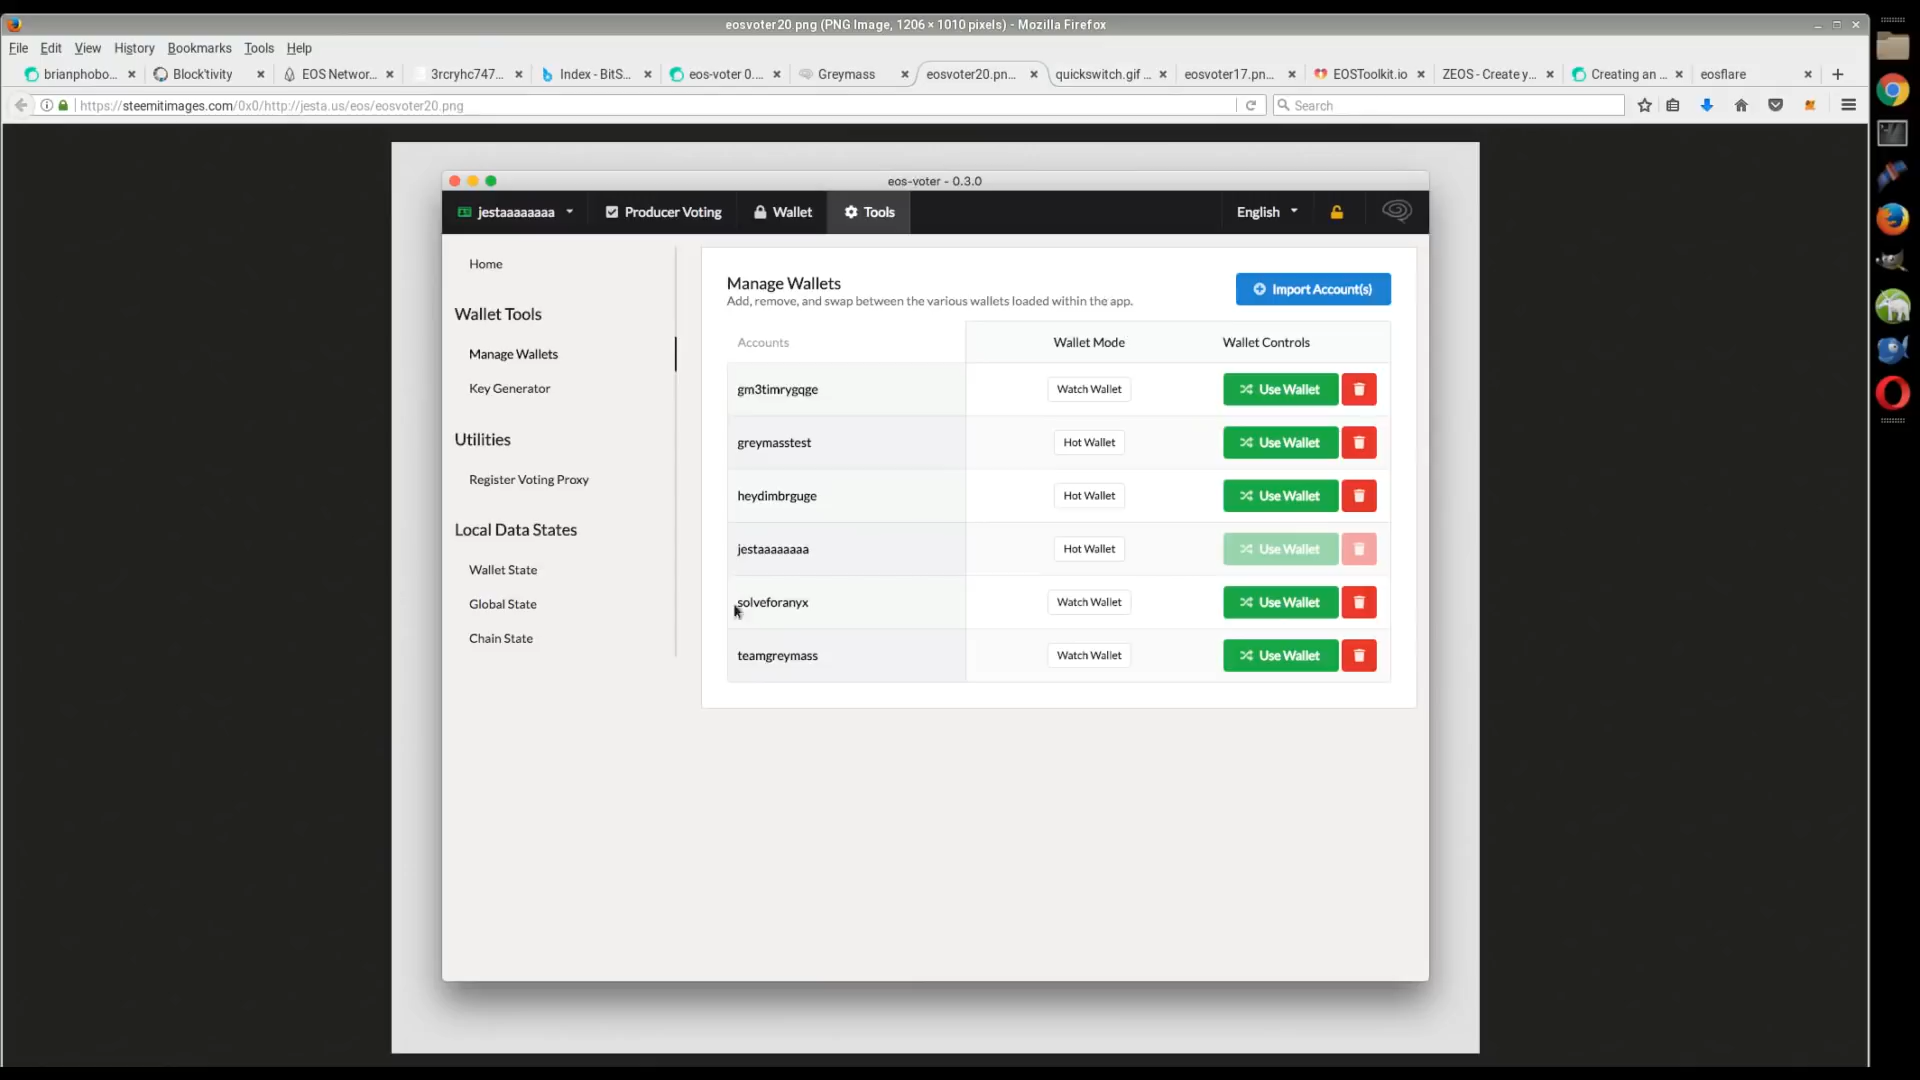 eosvoter20 png (PNG Image, 1206 × 1010 pixels) - Mozilla Firefox
File Edit View History Bookmarks Tools Help
brianphobo... Block'tivity EOS Networ... 3rcryhc747... Index - BitS... eos-voter 0.... Greymass eosvoter20.pn... quickswitch.gif ... eosvoter17.pn... EOSToolkit.io ZEOS - Create y... Creating an ... eosflare
https://steemitimages.com/0x0/http://jesta.us/eos/eosvoter20.png Search
eos-voter - 0.3.0
jestaaaaaaaa Producer Voting Wallet Tools English
Home
Wallet Tools
Manage Wallets
Key Generator
Utilities
Register Voting Proxy
Local Data States
Wallet State
Global State
Chain State
Manage Wallets
Add, remove, and swap between the various wallets loaded within the app.
Import Account(s)
Accounts Wallet Mode Wallet Controls
gm3timrygqge Watch Wallet Use Wallet
greymasstest Hot Wallet Use Wallet
heydimbrguge Hot Wallet Use Wallet
jestaaaaaaaa Hot Wallet Use Wallet
solveforanyx Watch Wallet Use Wallet
teamgreymass Watch Wallet Use Wallet